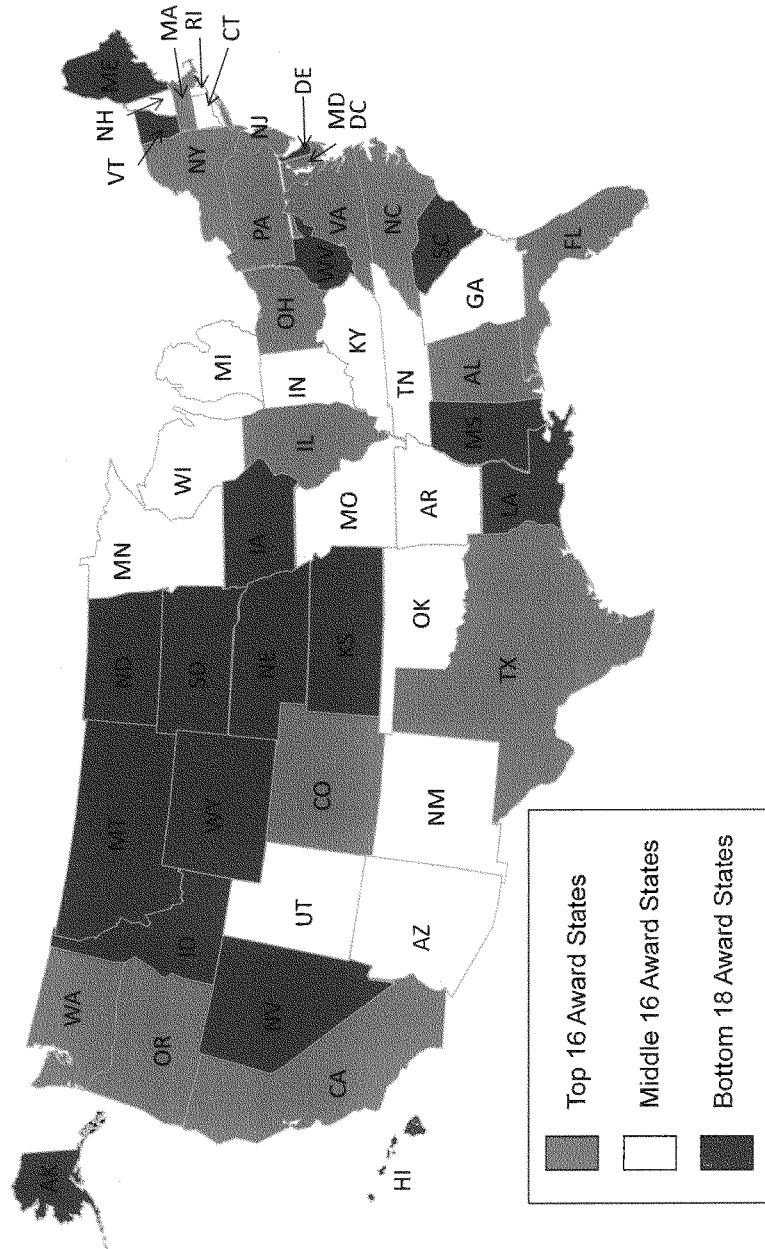 AK
WA
OR
CA
HI
NV
ID
MT
WY
UT
AZ
CO
NM
ND
SD
NE
KS
OK
TX
MN
IA
MO
AR
LA
WI
IL
MS
MI
IN
KY
TN
AL
OH
WV
GA
FL
SC
NC
VA
PA
NY
NJ
VT
NH
ME
MA
RI
CT
DE
MD
DC
Top 16 Award States
Middle 16 Award States
Bottom 18 Award States